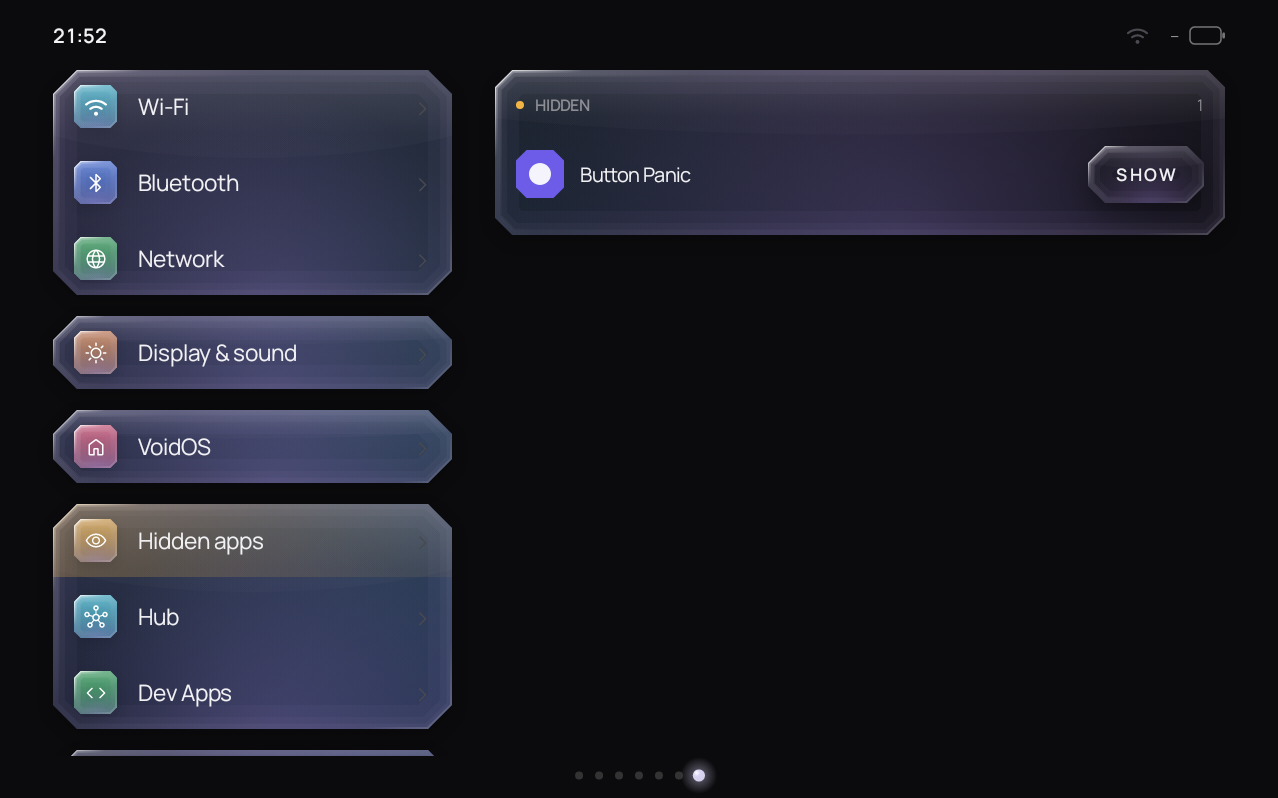 21:52
–
Wi-Fi
Bluetooth
Network
Display & sound
VoidOS
Hidden apps
Hub
Dev Apps
HIDDEN 1
Button Panic SHOW